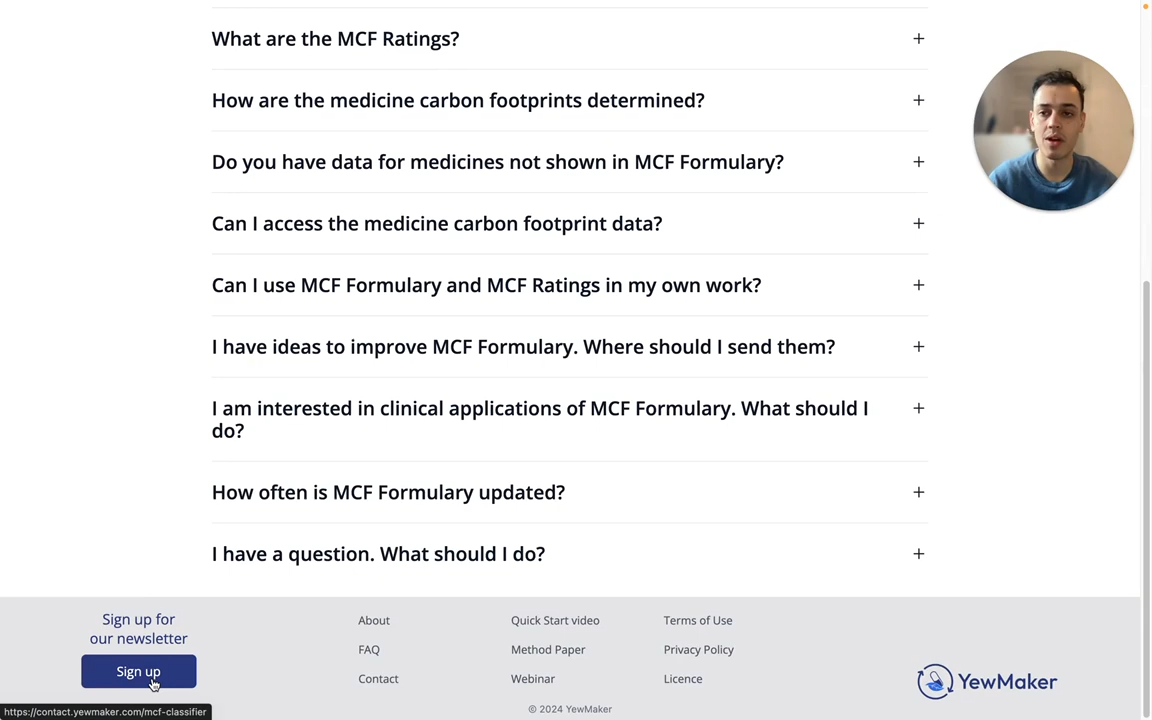 What are the MCF Ratings?
+
How are the medicine carbon footprints determined?
+
Do you have data for medicines not shown in MCF Formulary?
+
Can I access the medicine carbon footprint data?
+
Can I use MCF Formulary and MCF Ratings in my own work?
+
I have ideas to improve MCF Formulary. Where should I send them?
+
I am interested in clinical applications of MCF Formulary. What should I
do?
+
How often is MCF Formulary updated?
+
I have a question. What should I do?
+
Sign up for
our newsletter
Sign up
About
FAQ
Contact
Quick Start video
Method Paper
Webinar
Terms of Use
Privacy Policy
Licence
YewMaker
© 2024 YewMaker
https://contact.yewmaker.com/mcf-classifier